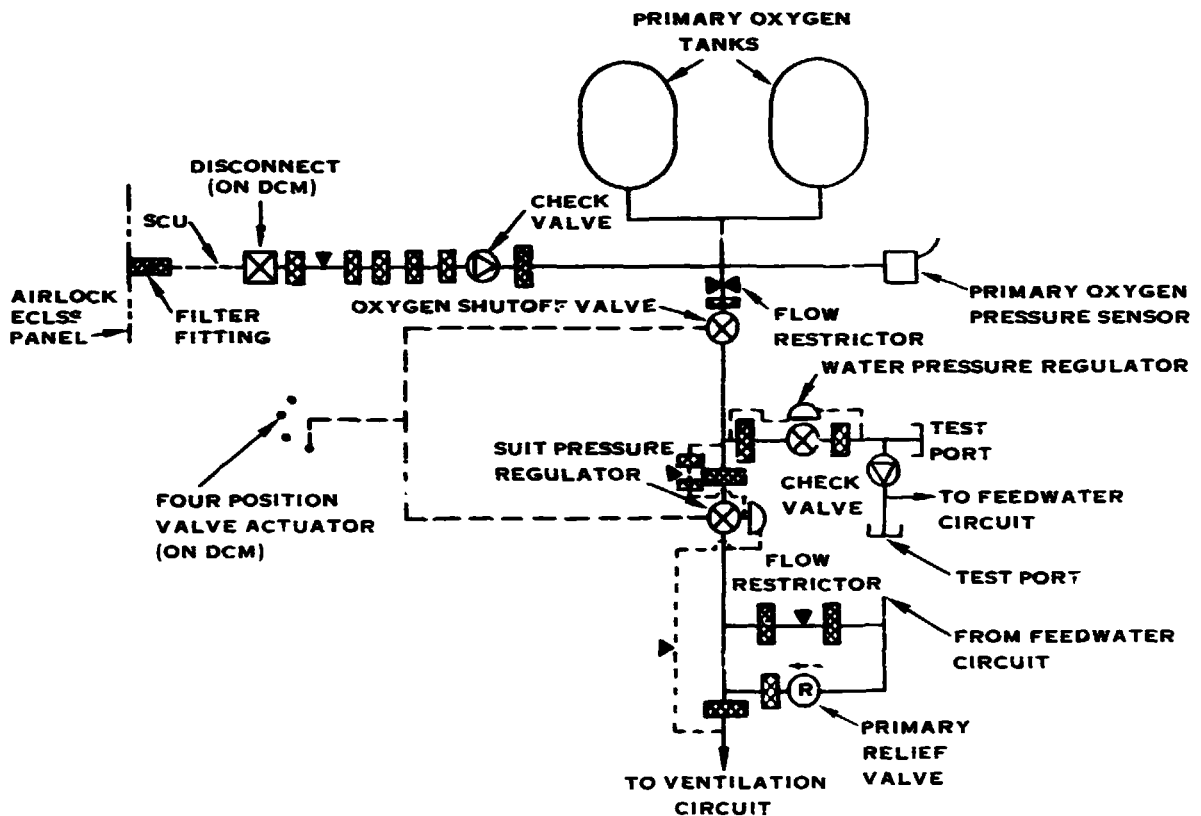 PRIMARY OXYGEN
TANKS
DISCONNECT
(ON DCM)
SCU
CHECK
VALVE
AIRLOCK
ECLSS
PANEL
FILTER
FITTING
OXYGEN SHUTOFF VALVE
FLOW
RESTRICTOR
PRIMARY OXYGEN
PRESSURE SENSOR
WATER PRESSURE REGULATOR
FOUR POSITION
VALVE ACTUATOR
(ON DCM)
SUIT PRESSURE
REGULATOR
TEST
PORT
CHECK
VALVE
TO FEEDWATER
CIRCUIT
TEST PORT
FLOW
RESTRICTOR
FROM FEEDWATER
CIRCUIT
R
PRIMARY
RELIEF
VALVE
TO VENTILATION
CIRCUIT